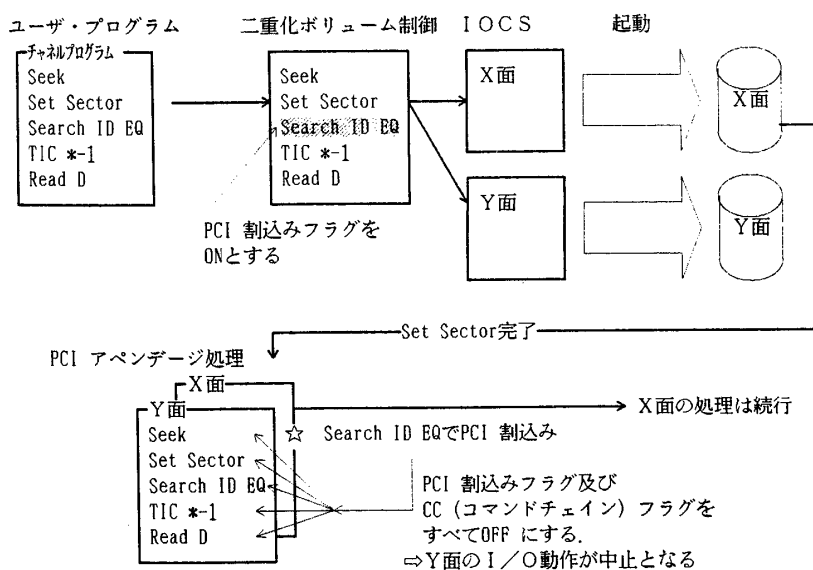 ユーザ・プログラム
二重化ボリューム制御
IOCS
起動
チャネルプログラム
Seek
Set Sector
Search ID EQ
TIC *-1
Read D
Seek
Set Sector
Search ID EQ
TIC *-1
Read D
X面
X面
Y面
Y面
PCI 割込みフラグを
ONとする
Set Sector完了
PCI アペンデージ処理
X面
X面の処理は続行
Y面
Seek
Set Sector
Search ID EQ
TIC *-1
Read D
☆ Search ID EQでPCI 割込み
PCI 割込みフラグ及び
CC (コマンドチェイン) フラグを
すべてOFF にする.
⇒Y面のI/O動作が中止となる